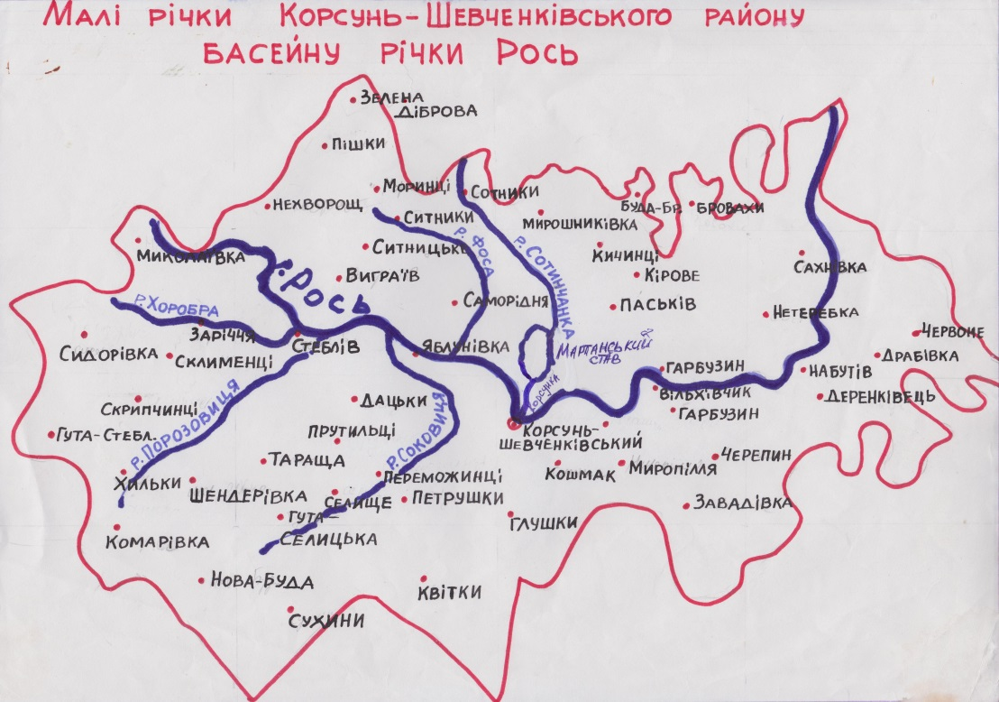 Малі річки Корсунь-Шевченківського району
басейну річки Рось
Зелена
Діброва
Пішки
Моринці
Сотники
Нехворощ
Ситники
Мирошниківка
Буда-Бр.
Бровахи
Миколаївка
Ситницьке
р. Фоса
р. Сотинчанка
Кичинці
Сахнівка
Виграїв
Кірове
р. Рось
р. Хоробра
Саморідня
Паськів
Нетеребка
Заріччя
Стеблів
Яблунівка
Мартанський
став
Червоне
Сидорівка
Склименці
Драбівка
Гарбузин
Набутів
Корсунка
Вільхівчик
Деренківець
Скрипчинці
Дацьки
Гарбузин
р. Порозовиця
р. Соковиця
Гута-Стебл.
Прутильці
Корсунь-
Шевченківський
Тараща
Черепин
Хильки
Переможинці
Кошмак
Миропілля
Шендерівка
Селище
Петрушки
Завадівка
Гута-
Селицька
Глушки
Комарівка
Нова-Буда
Квітки
Сухини